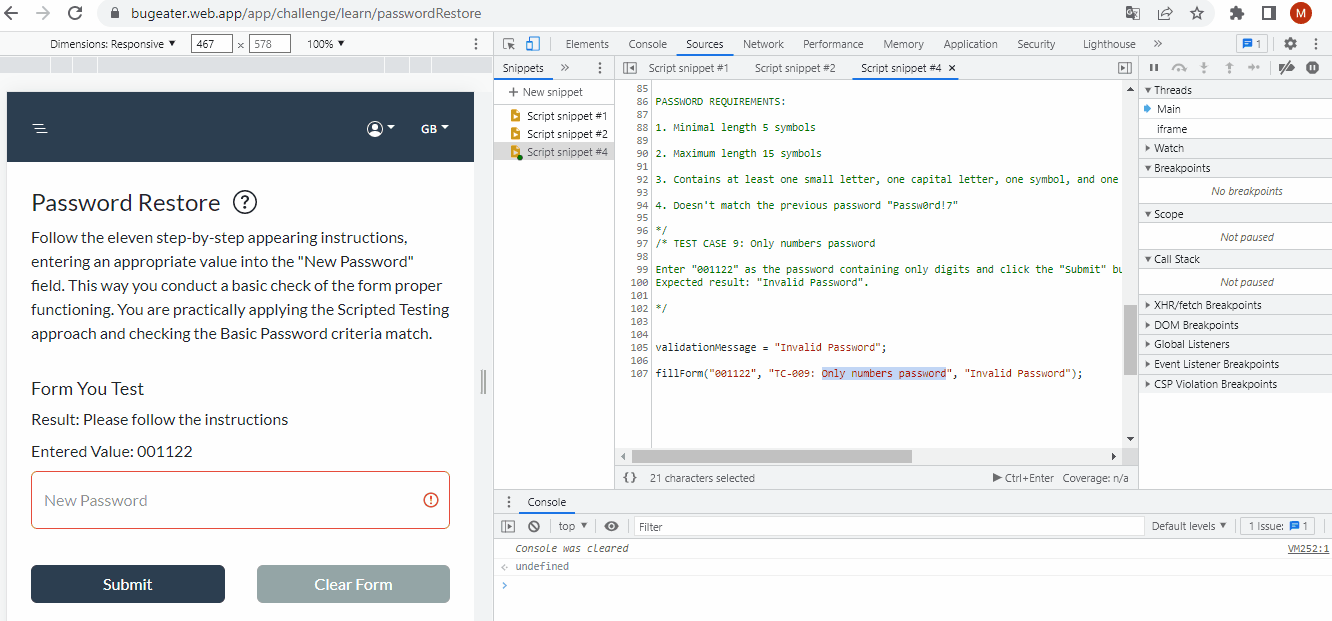 bugeater.web.app/app/challenge/learn/passwordRestore
M
Dimensions: Responsive ▼ 467 × 578 100% ▼
Elements Console Sources Network Performance Memory Application Security Lighthouse » 1
Snippets »
Script snippet #1 Script snippet #2 Script snippet #4 ×
+ New snippet
Script snippet #1
Script snippet #2
Script snippet #4
GB
Password Restore ?
Follow the eleven step-by-step appearing instructions,
entering an appropriate value into the "New Password"
field. This way you conduct a basic check of the form proper
functioning. You are practically applying the Scripted Testing
approach and checking the Basic Password criteria match.
Form You Test
Result: Please follow the instructions
Entered Value: 001122
New Password
Submit Clear Form
85
86 PASSWORD REQUIREMENTS:
87
88 1. Minimal length 5 symbols
89
90 2. Maximum length 15 symbols
91
92 3. Contains at least one small letter, one capital letter, one symbol, and one
93
94 4. Doesn't match the previous password "Passw0rd!7"
95
96 */
97 /* TEST CASE 9: Only numbers password
98
99 Enter "001122" as the password containing only digits and click the "Submit" bu
100 Expected result: "Invalid Password".
101
102 */
103
104
105 validationMessage = "Invalid Password";
106
107 fillForm("001122", "TC-009: Only numbers password", "Invalid Password");
{} 21 characters selected Ctrl+Enter Coverage: n/a
Threads
Main
iframe
Watch
Breakpoints
No breakpoints
Scope
Not paused
Call Stack
Not paused
XHR/fetch Breakpoints
DOM Breakpoints
Global Listeners
Event Listener Breakpoints
CSP Violation Breakpoints
Console
top ▼ Filter Default levels ▼ 1 Issue: 1
Console was cleared VM252:1
undefined